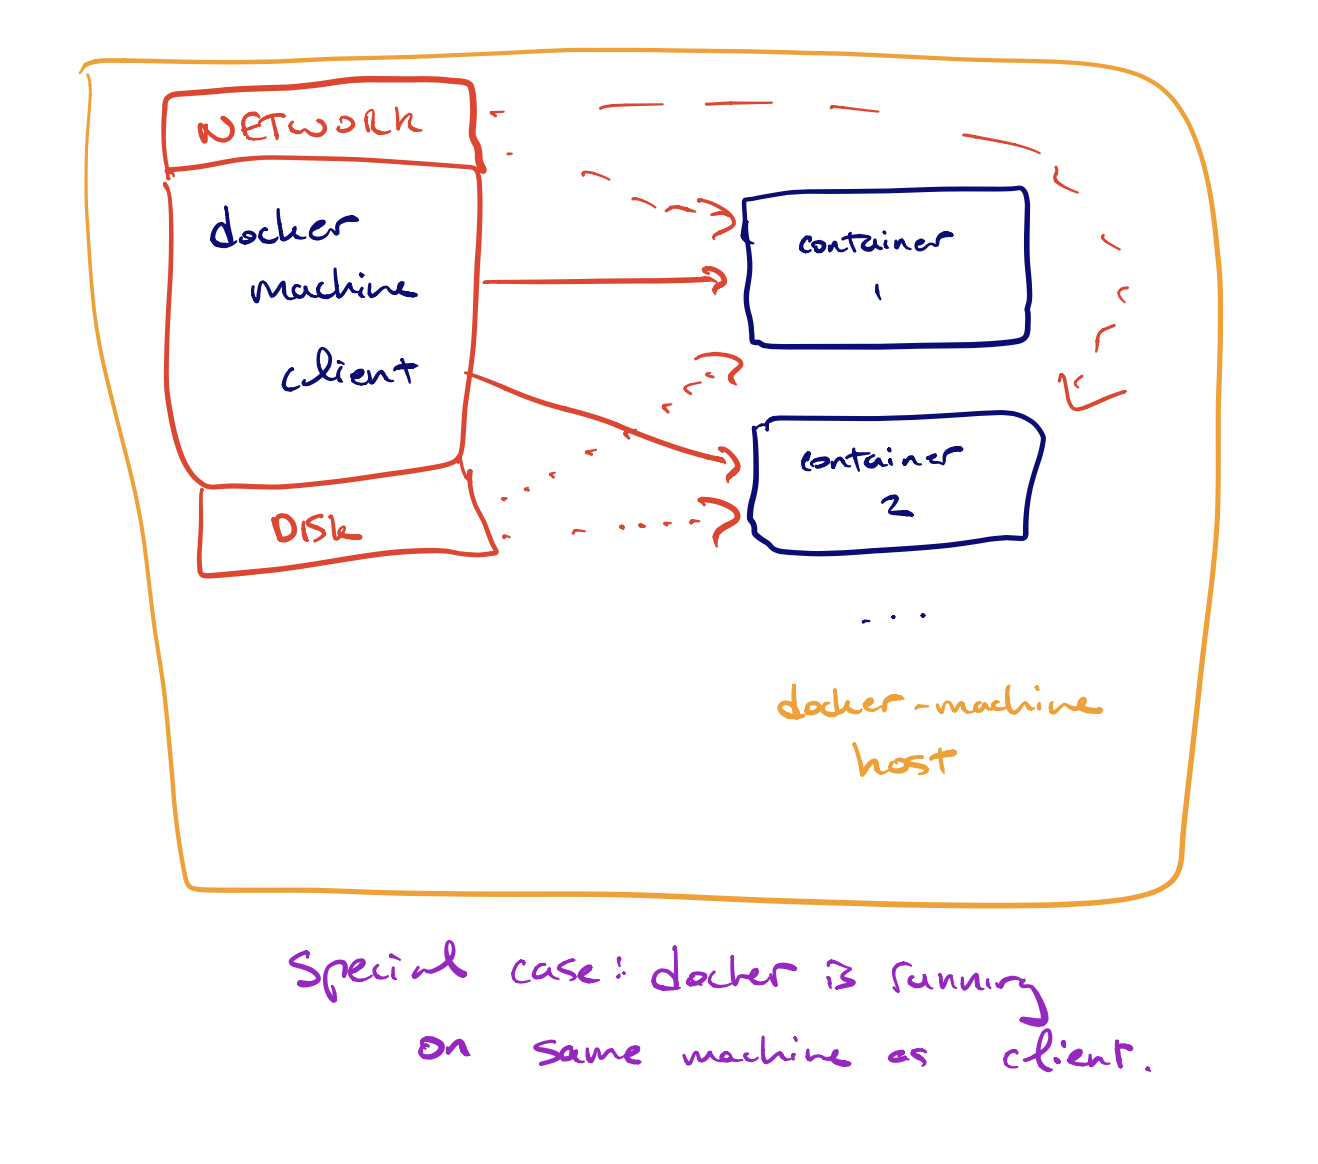 NETWORK
docker
machine
client
DISK
container
1
container
2
...
docker-machine
host
special case: docker is running
on same machine as client.